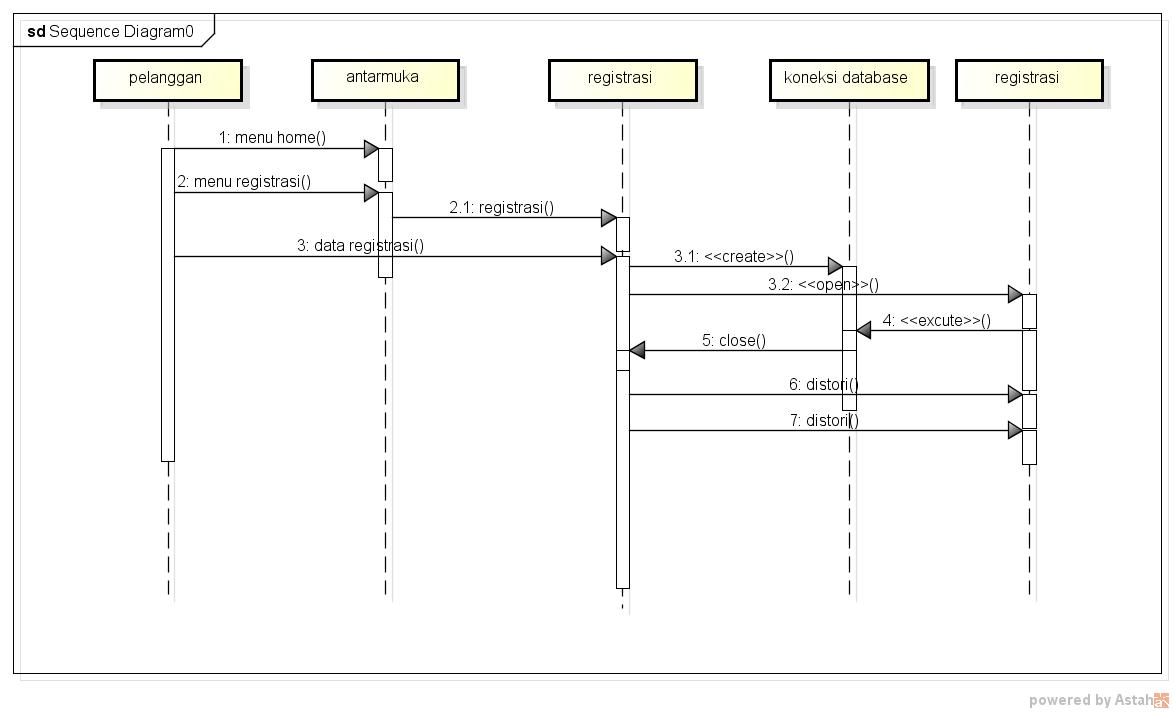 sd Sequence Diagram0
pelanggan
antarmuka
registrasi
koneksi database
registrasi
1: menu home()
2: menu registrasi()
2.1: registrasi()
3: data registrasi()
3.1: <<create>>()
3.2: <<open>>()
4: <<excute>>()
5: close()
6: distori()
7: distori()
powered by Astah